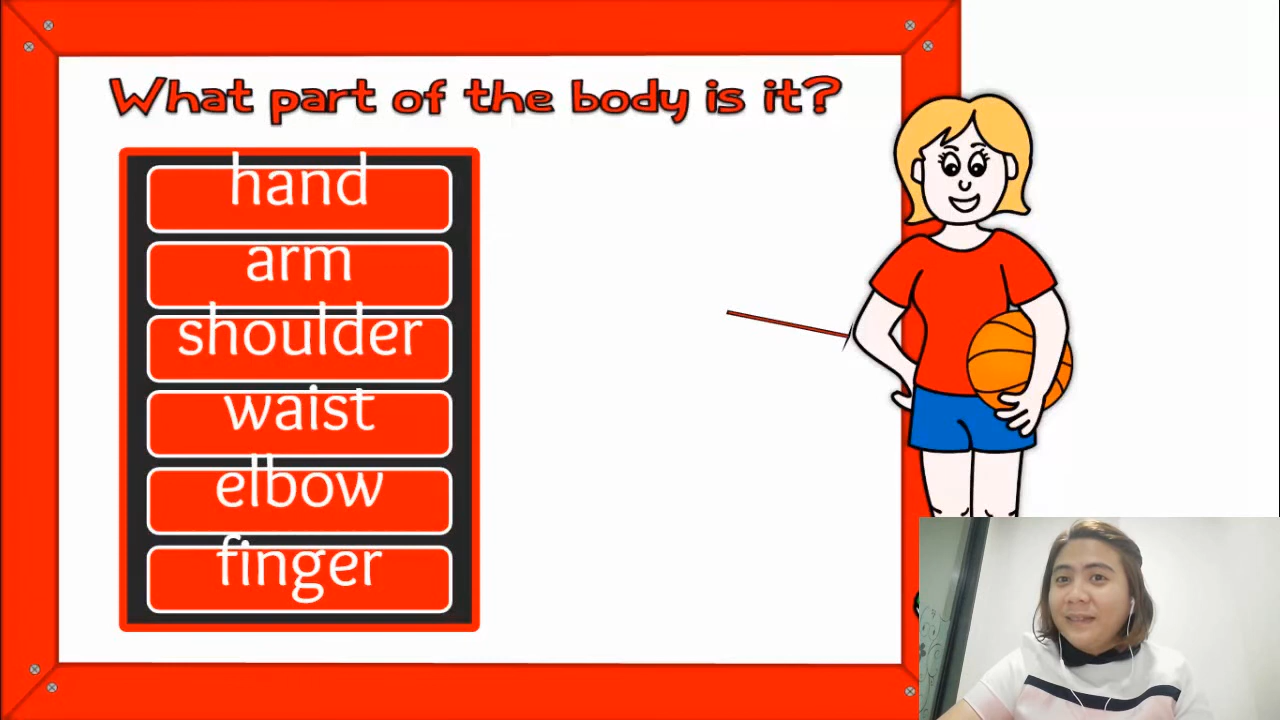 What part of the body is it?
hand
arm
shoulder
waist
elbow
finger